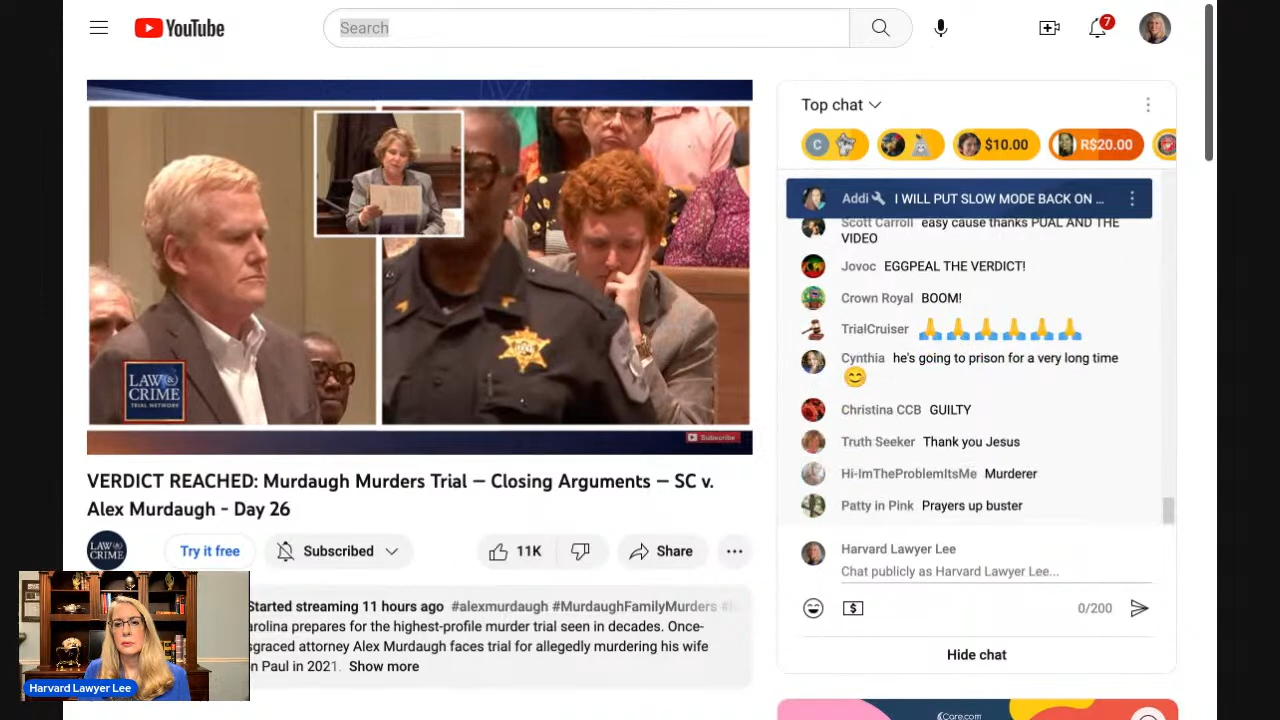 YouTube
Search
7
Top chat
C
$10.00
R$20.00
Addi I WILL PUT SLOW MODE BACK ON ...
Scott Carroll easy cause thanks PUAL AND THE
VIDEO
Jovoc EGGPEAL THE VERDICT!
Crown Royal BOOM!
TrialCruiser
Cynthia he's going to prison for a very long time
Christina CCB GUILTY
Truth Seeker Thank you Jesus
Hi-ImTheProblemItsMe Murderer
Patty in Pink Prayers up buster
Harvard Lawyer Lee
Chat publicly as Harvard Lawyer Lee...
0/200
Hide chat
LAW &
CRIME
TRIAL NETWORK
Subscribe
VERDICT REACHED: Murdaugh Murders Trial — Closing Arguments — SC v.
Alex Murdaugh - Day 26
LAW &
CRIME
Try it free
Subscribed
11K
Share
Started streaming 11 hours ago #alexmurdaugh #MurdaughFamilyMurders
arolina prepares for the highest-profile murder trial seen in decades. Once-
sgraced attorney Alex Murdaugh faces trial for allegedly murdering his wife
n Paul in 2021. Show more
Harvard Lawyer Lee
Care.com